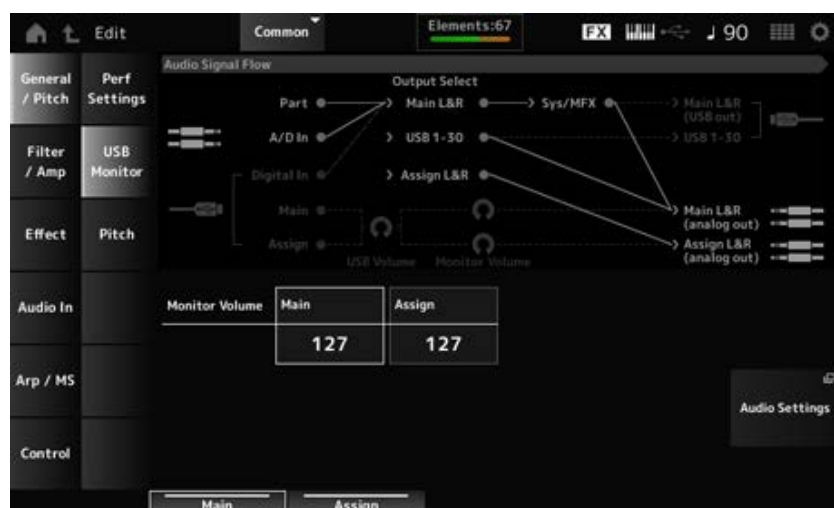 Edit
Common
Elements:67
FX
90
General / Pitch
Filter / Amp
Effect
Audio In
Arp / MS
Control
Perf Settings
USB Monitor
Pitch
Audio Signal Flow
Output Select
Part
Main L&R
Sys/MFX
Main L&R (USB out)
A/D In
USB 1-30
USB 1-30
Digital In
Assign L&R
Main
Main L&R (analog out)
Assign
Assign L&R (analog out)
USB Volume
Monitor Volume
Monitor Volume
Main
Assign
127
127
Audio Settings
Main
Assign